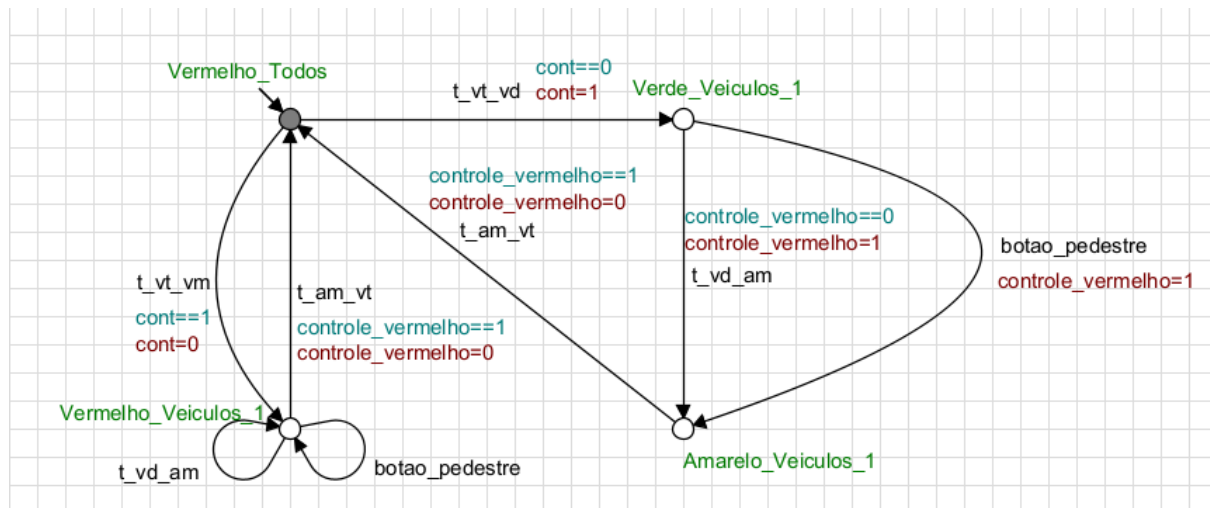 Vermelho_Todos
cont==0
t_vt_vd
cont=1
Verde_Veiculos_1
controle_vermelho==1
controle_vermelho=0
t_am_vt
controle_vermelho==0
controle_vermelho=1
t_vd_am
botao_pedestre
controle_vermelho=1
t_vt_vm
cont==1
cont=0
t_am_vt
controle_vermelho==1
controle_vermelho=0
Vermelho_Veiculos_1
t_vd_am
botao_pedestre
Amarelo_Veiculos_1